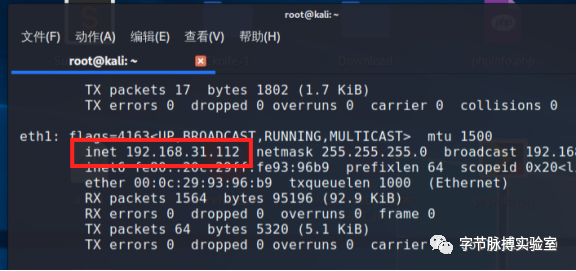 root@kali: ~
文件(F) 动作(A) 编辑(E) 查看(V) 帮助(H)
root@kali: ~
TX packets 17 bytes 1802 (1.7 KiB)
TX errors 0 dropped 0 overruns 0 carrier 0 collisions 0
eth1: flags=4163<UP,BROADCAST,RUNNING,MULTICAST> mtu 1500
inet 192.168.31.112 netmask 255.255.255.0 broadcast 192.168
inet6 fe80::20c:29ff:fe93:96b9 prefixlen 64 scopeid 0x20<l
ether 00:0c:29:93:96:b9 txqueuelen 1000 (Ethernet)
RX packets 1564 bytes 95196 (92.9 KiB)
RX errors 0 dropped 0 overruns 0 frame 0
TX packets 64 bytes 5320 (5.1 KiB)
TX errors 0 dropped 0 overruns 0 carrier
字节脉搏实验室